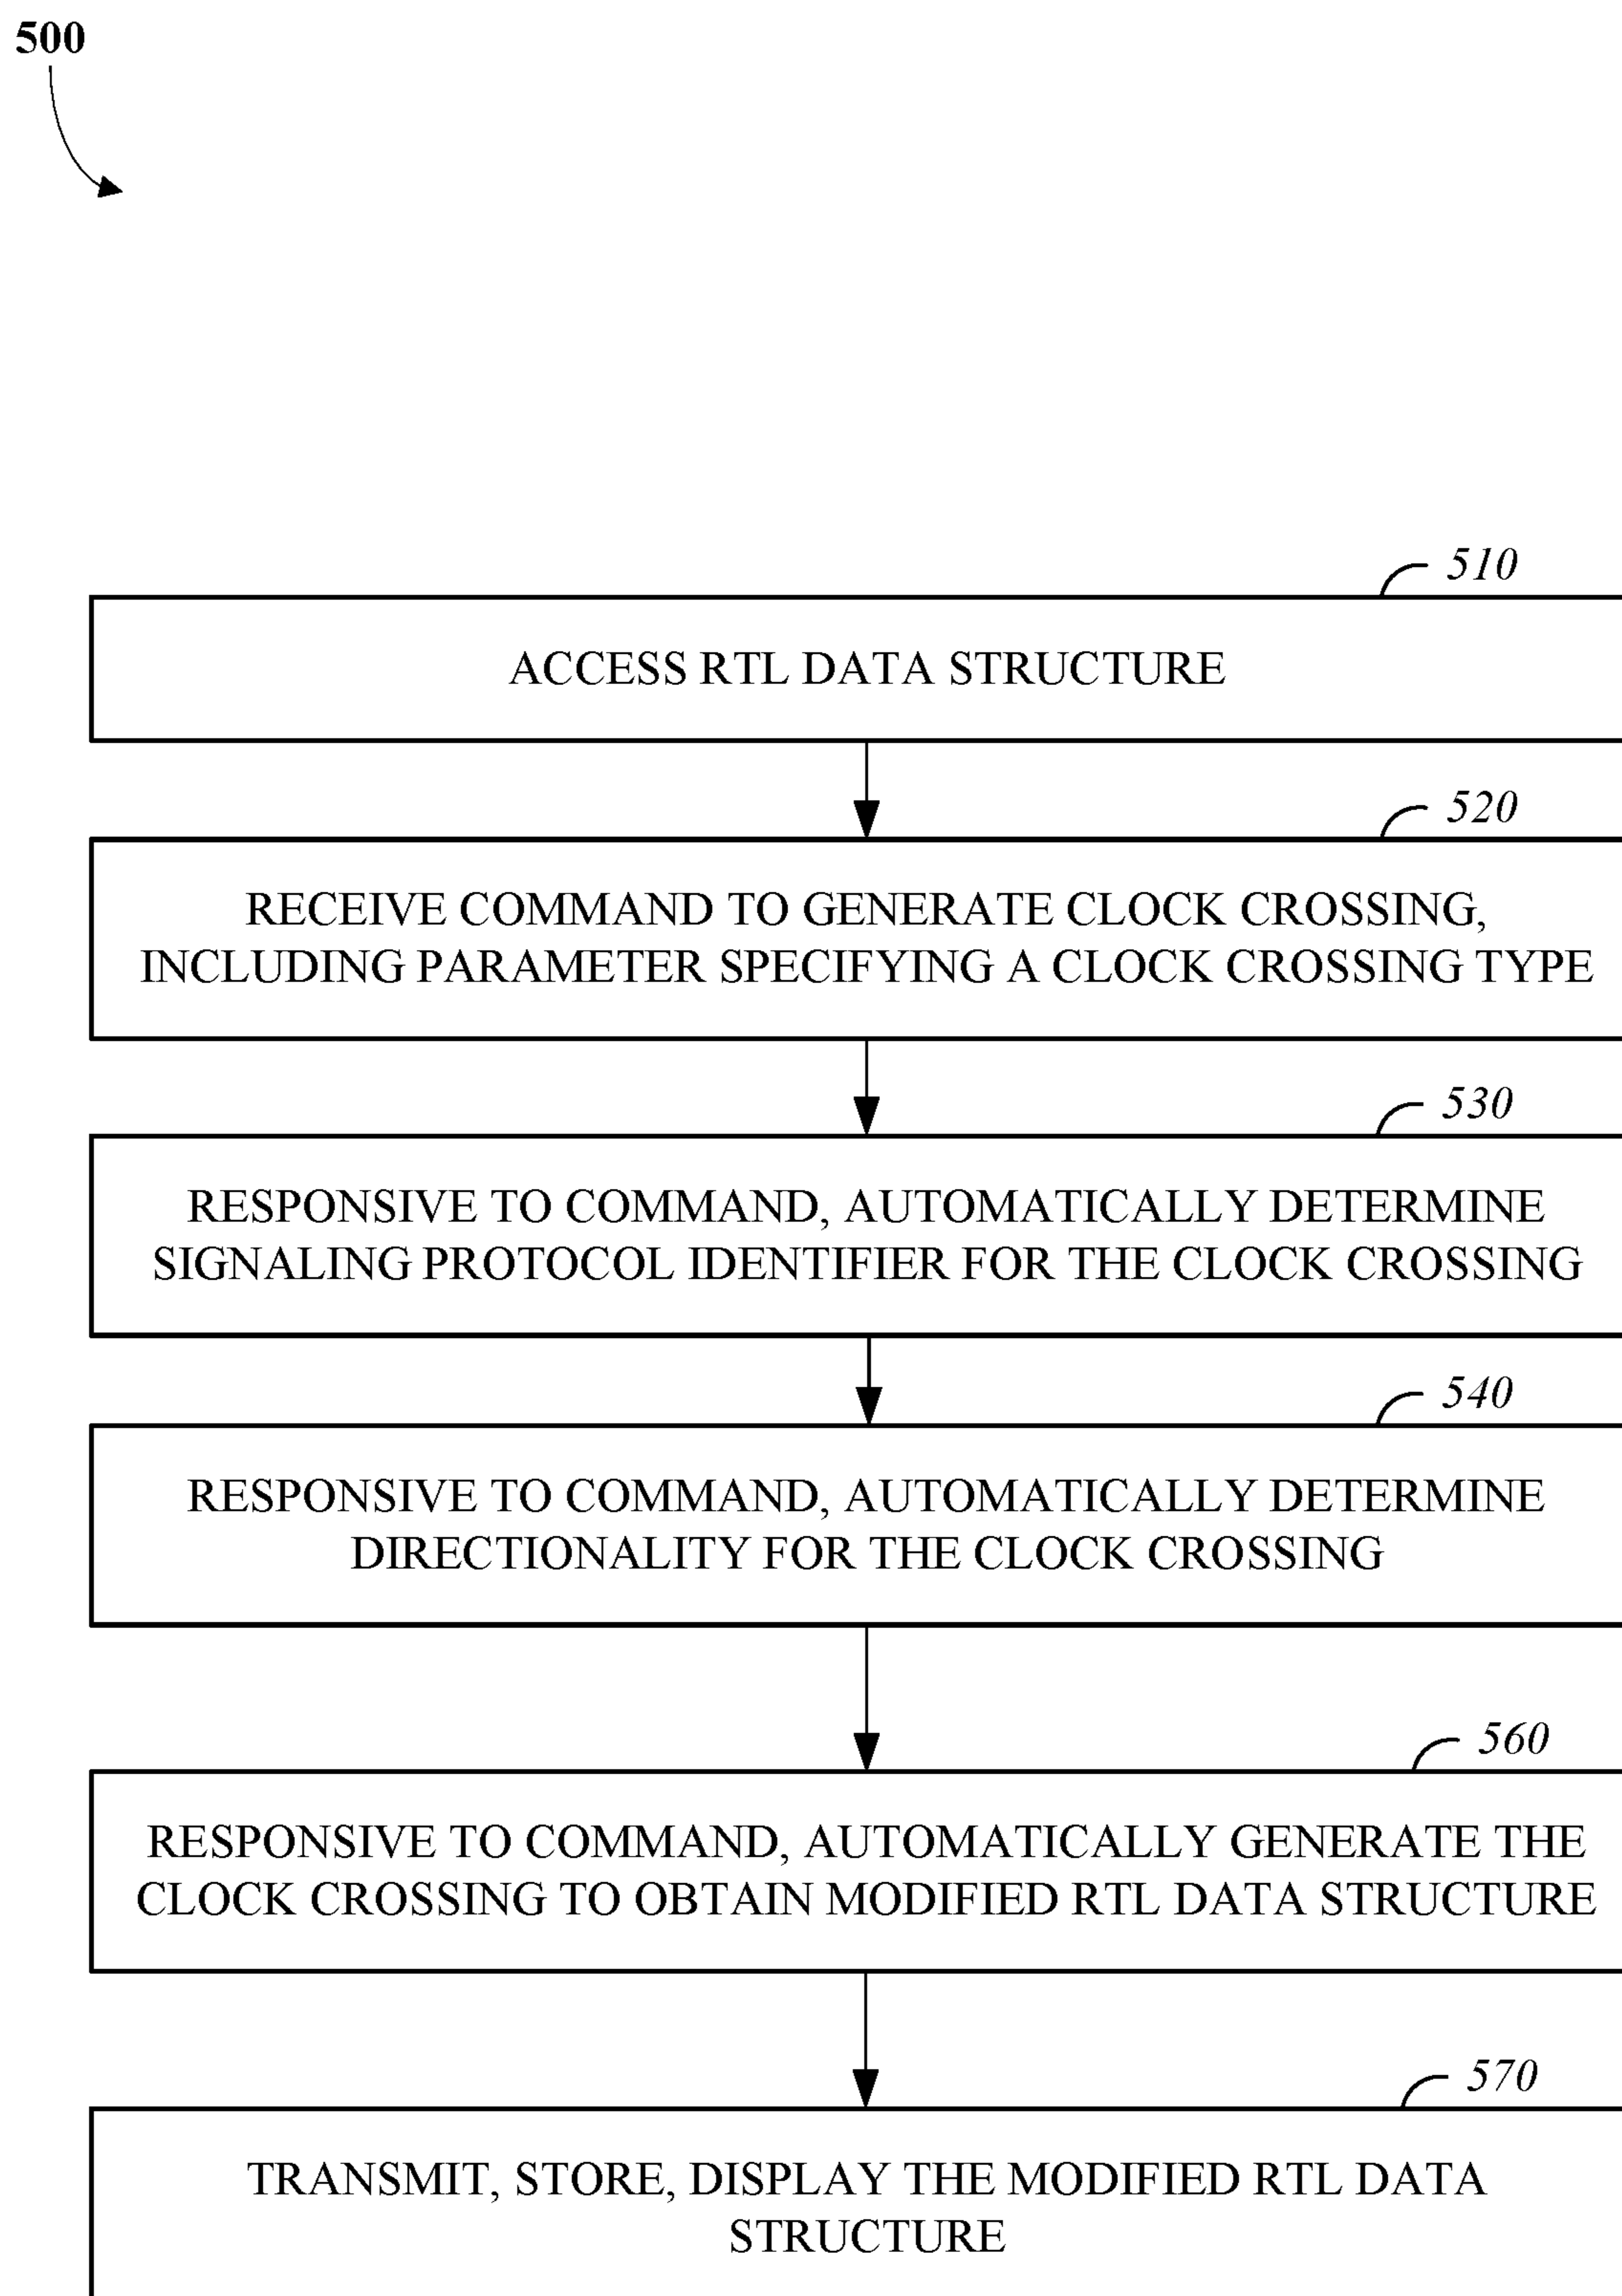 500
510
ACCESS RTL DATA STRUCTURE
520
RECEIVE COMMAND TO GENERATE CLOCK CROSSING,
INCLUDING PARAMETER SPECIFYING A CLOCK CROSSING TYPE
530
RESPONSIVE TO COMMAND, AUTOMATICALLY DETERMINE
SIGNALING PROTOCOL IDENTIFIER FOR THE CLOCK CROSSING
540
RESPONSIVE TO COMMAND, AUTOMATICALLY DETERMINE
DIRECTIONALITY FOR THE CLOCK CROSSING
560
RESPONSIVE TO COMMAND, AUTOMATICALLY GENERATE THE
CLOCK CROSSING TO OBTAIN MODIFIED RTL DATA STRUCTURE
570
TRANSMIT, STORE, DISPLAY THE MODIFIED RTL DATA
STRUCTURE